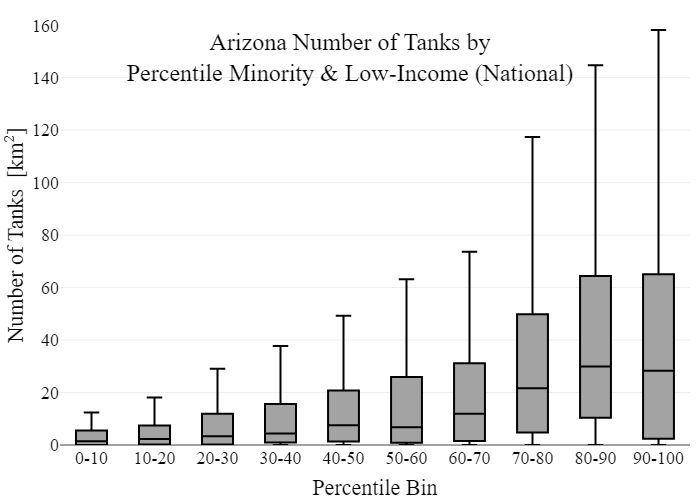 Arizona Number of Tanks by
Percentile Minority & Low-Income (National)
Number of Tanks [km²]
160
140
120
100
80
60
40
20
0
0-10 10-20 20-30 30-40 40-50 50-60 60-70 70-80 80-90 90-100
Percentile Bin